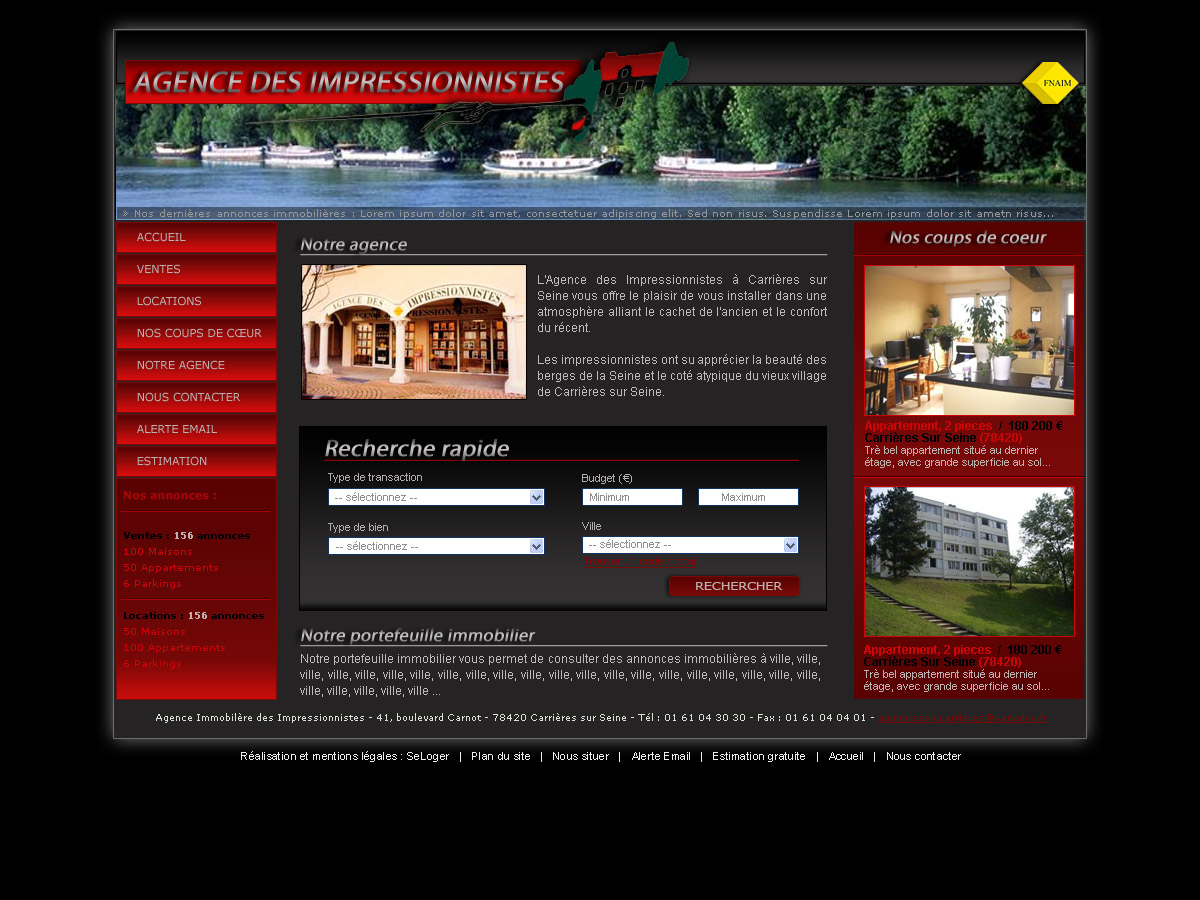 AGENCE DES IMPRESSIONNISTES
FNAIM
» Nos dernières annonces immobilières : Lorem ipsum dolor sit amet, consectetuer adipiscing elit. Sed non risus. Suspendisse Lorem ipsum dolor sit ametn risus...
ACCUEIL
VENTES
LOCATIONS
NOS COUPS DE CŒUR
NOTRE AGENCE
NOUS CONTACTER
ALERTE EMAIL
ESTIMATION
Nos annonces :
Ventes : 156 annonces
100 Maisons
50 Appartements
6 Parkings
Locations : 156 annonces
50 Maisons
100 Appartements
6 Parkings
Notre agence
AGENCE DES IMPRESSIONNISTES
L'Agence des Impressionnistes à Carrières sur
Seine vous offre le plaisir de vous installer dans une
atmosphère alliant le cachet de l'ancien et le confort
du récent.
Les impressionnistes ont su apprécier la beauté des
berges de la Seine et le coté atypique du vieux village
de Carrières sur Seine.
Recherche rapide
Type de transaction
-- sélectionnez --
Budget (€)
Minimum Maximum
Type de bien
-- sélectionnez --
Ville
-- sélectionnez --
RECHERCHER
Notre portefeuille immobilier
Notre portefeuille immobilier vous permet de consulter des annonces immobilières à ville, ville,
ville, ville, ville, ville, ville, ville, ville, ville, ville, ville, ville, ville, ville, ville, ville, ville, ville,
ville, ville, ville, ville, ville ...
Nos coups de coeur
Appartement, 2 pieces / 180 200 €
Carrières Sur Seine (78420)
Trè bel appartement situé au dernier
étage, avec grande superficie au sol...
Appartement, 2 pieces / 180 200 €
Carrières Sur Seine (78420)
Trè bel appartement situé au dernier
étage, avec grande superficie au sol...
Agence Immobilère des Impressionnistes - 41, boulevard Carnot - 78420 Carrières sur Seine - Tél : 01 61 04 30 30 - Fax : 01 61 04 04 01 -
Réalisation et mentions légales : SeLoger | Plan du site | Nous situer | Alerte Email | Estimation gratuite | Accueil | Nous contacter